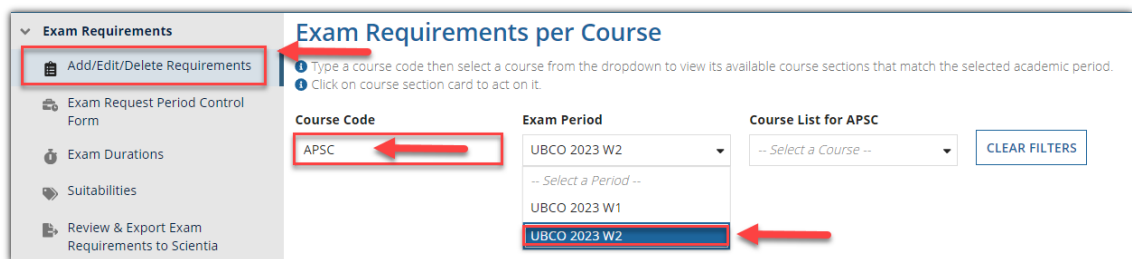 Exam Requirements
Add/Edit/Delete Requirements
Exam Request Period Control
Form
Exam Durations
Suitabilities
Review & Export Exam
Requirements to Scientia
Exam Requirements per Course
Type a course code then select a course from the dropdown to view its available course sections that match the selected academic period.
Click on course section card to act on it.
Course Code
APSC
Exam Period
UBCO 2023 W2
-- Select a Period --
UBCO 2023 W1
UBCO 2023 W2
Course List for APSC
-- Select a Course --
CLEAR FILTERS